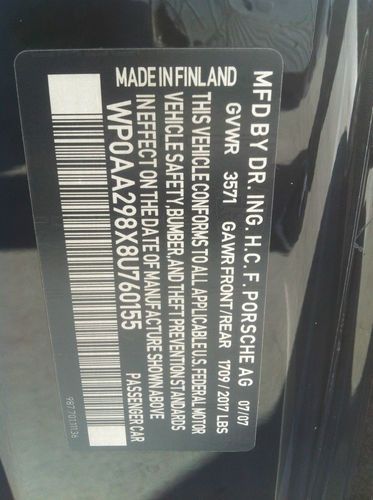 MFD BY DR. ING. H.C. F. PORSCHE AG 07/07
GVWR 3571 GAWR FRONT/REAR 1709 / 2017 LBS
THIS VEHICLE CONFORMS TO ALL APPLICABLE U.S. FEDERAL MOTOR
VEHICLE SAFETY, BUMPER, AND THEFT PREVENTION STANDARDS
IN EFFECT ON THE DATE OF MANUFACTURE SHOWN ABOVE
MADE IN FINLAND
WP0AA298X8U760155 PASSENGER CAR